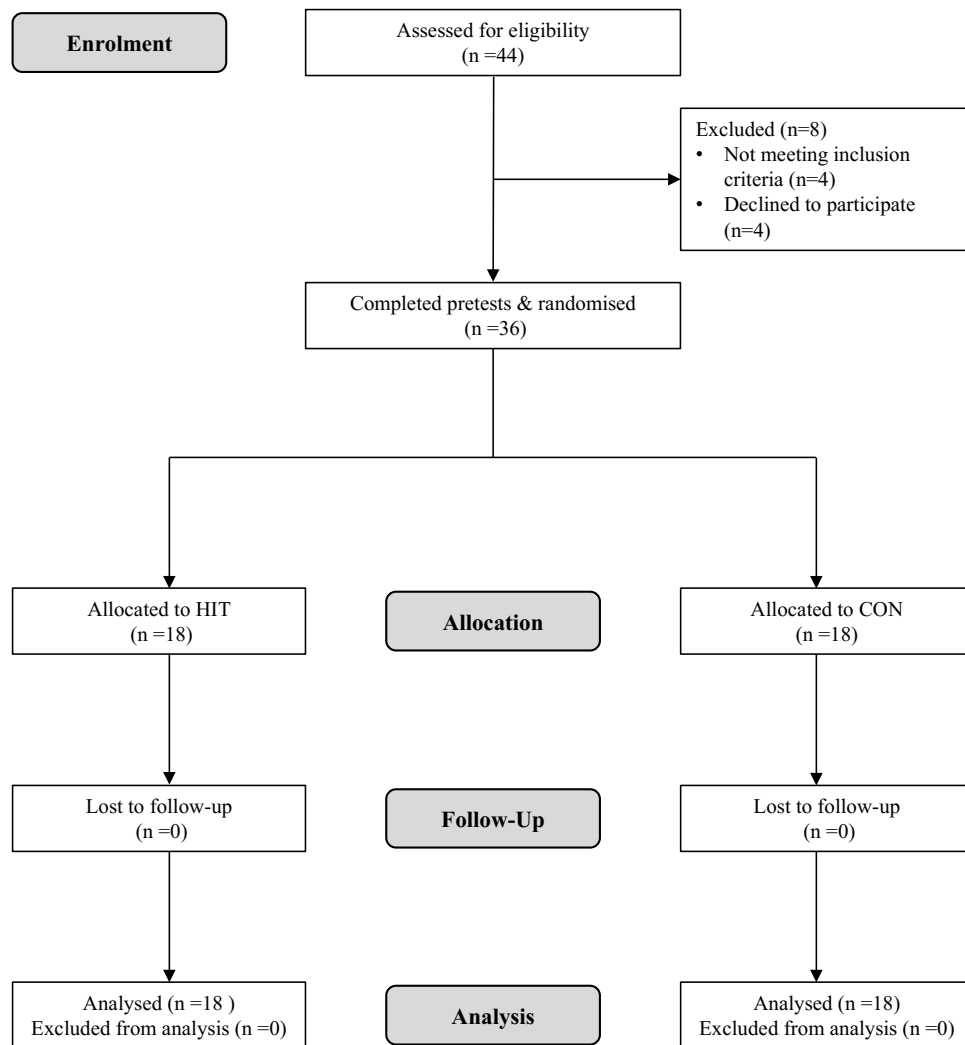 Enrolment
Assessed for eligibility
(n =44)
Excluded (n=8)
• Not meeting inclusion
criteria (n=4)
• Declined to participate
(n=4)
Completed pretests & randomised
(n =36)
Allocated to HIT
(n =18)
Allocation
Allocated to CON
(n =18)
Lost to follow-up
(n =0)
Follow-Up
Lost to follow-up
(n =0)
Analysed (n =18 )
Excluded from analysis (n =0)
Analysis
Analysed (n =18)
Excluded from analysis (n =0)